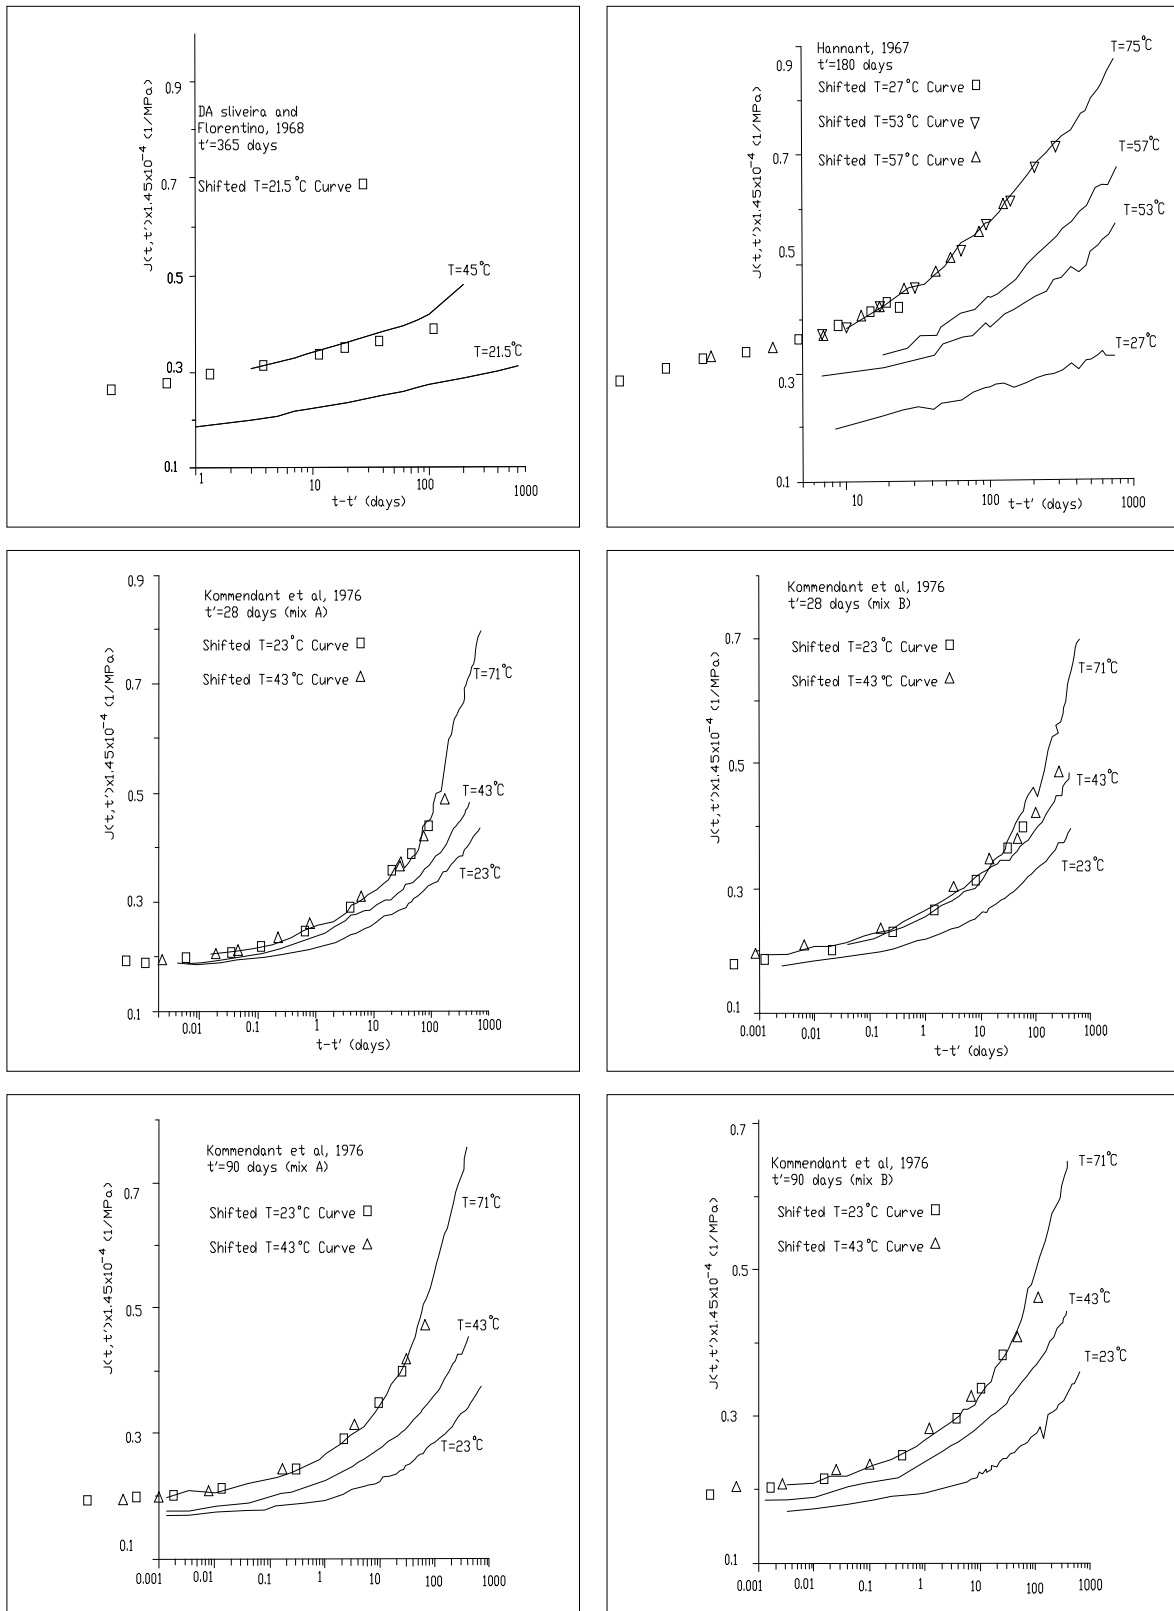 0.9
DA sliveira and
Florentino, 1968
t'=365 days
0.7
Shifted T=21.5°C Curve
J(t,t')x1.45x10⁻⁴ (1/MPa)
0.5
T=45°C
0.3
T=21.5°C
0.1
1
10
100
1000
t-t' (days)
Hannant, 1967
t'=180 days
0.9
Shifted T=27°C Curve
Shifted T=53°C Curve
Shifted T=57°C Curve
J(t,t')x1.45x10⁻⁴ (1/MPa)
T=75°C
0.7
T=57°C
T=53°C
0.5
T=27°C
0.3
0.1
10
100
1000
t-t' (days)
0.9
Kommendant et al, 1976
t'=28 days (mix A)
Shifted T=23°C Curve
Shifted T=43°C Curve
J(t,t')x1.45x10⁻⁴ (1/MPa)
0.7
T=71°C
0.5
T=43°C
T=23°C
0.3
0.1
0.01
0.1
1
10
100
1000
t-t' (days)
Kommendant et al, 1976
t'=28 days (mix B)
0.7
Shifted T=23°C Curve
Shifted T=43°C Curve
J(t,t')x1.45x10⁻⁴ (1/MPa)
T=71°C
0.5
T=43°C
T=23°C
0.3
0.1
0.001
0.01
0.1
1
10
100
1000
t-t' (days)
Kommendant et al, 1976
t'=90 days (mix A)
0.7
Shifted T=23°C Curve
Shifted T=43°C Curve
J(t,t')x1.45x10⁻⁴ (1/MPa)
T=71°C
0.5
T=43°C
0.3
T=23°C
0.1
0.001
0.01
0.1
1
10
100
1000
0.7
Kommendant et al, 1976
t'=90 days (mix B)
Shifted T=23°C Curve
Shifted T=43°C Curve
J(t,t')x1.45x10⁻⁴ (1/MPa)
T=71°C
0.5
T=43°C
T=23°C
0.3
0.1
0.001
0.01
0.1
1
10
100
1000